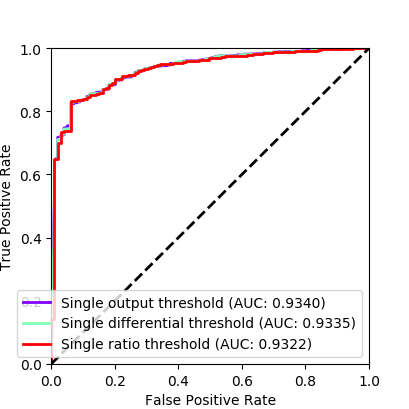 1.0
0.8
0.6
0.4
0.2
0.0
True Positive Rate
Single output threshold (AUC: 0.9340)
Single differential threshold (AUC: 0.9335)
Single ratio threshold (AUC: 0.9322)
0.0 0.2 0.4 0.6 0.8 1.0
False Positive Rate